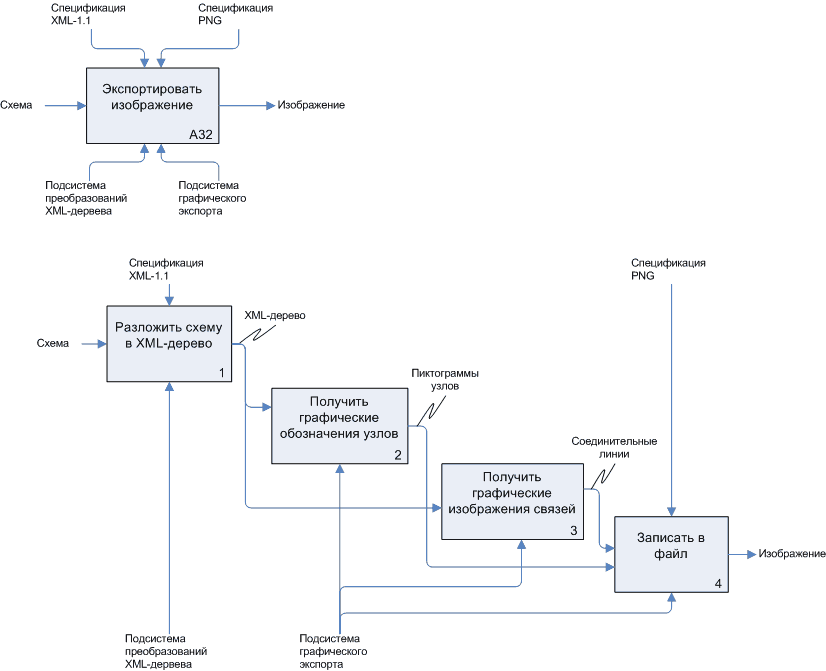 Спецификация
XML-1.1
Спецификация
PNG
Схема
Экспортировать
изображение
A32
Изображение
Подсистема
преобразований
XML-дервева
Подсистема
графического
экспорта
Спецификация
XML-1.1
Спецификация
PNG
Схема
Разложить схему
в XML-дерево
1
XML-дерево
Получить
графические
обозначения узлов
2
Пиктограммы
узлов
Получить
графические
изображения связей
3
Соединительные
линии
Записать в
файл
4
Изображение
Подсистема
преобразований
XML-дервева
Подсистема
графического
экспорта